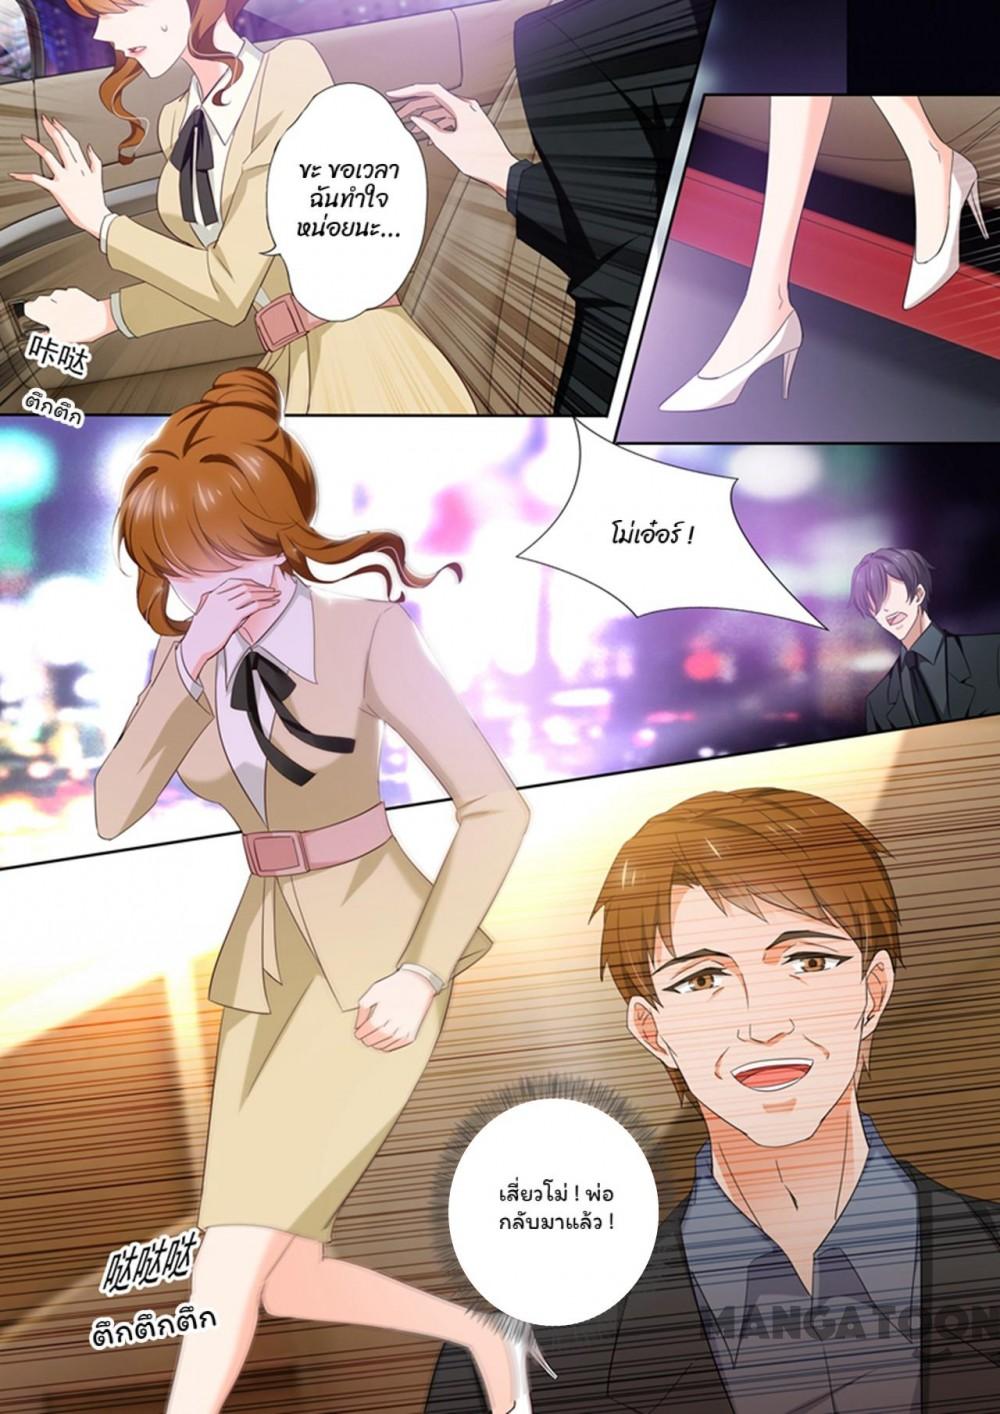 ขะ ขอเวลา
ฉันทำใจ
หน่อยนะ...
咔哒
ตึกตึก
โม่เอ๋อร์ !
เสี่ยวโม่ ! พ่อ
กลับมาแล้ว !
哒哒哒
ตึกตึกตึก
MANGATOON